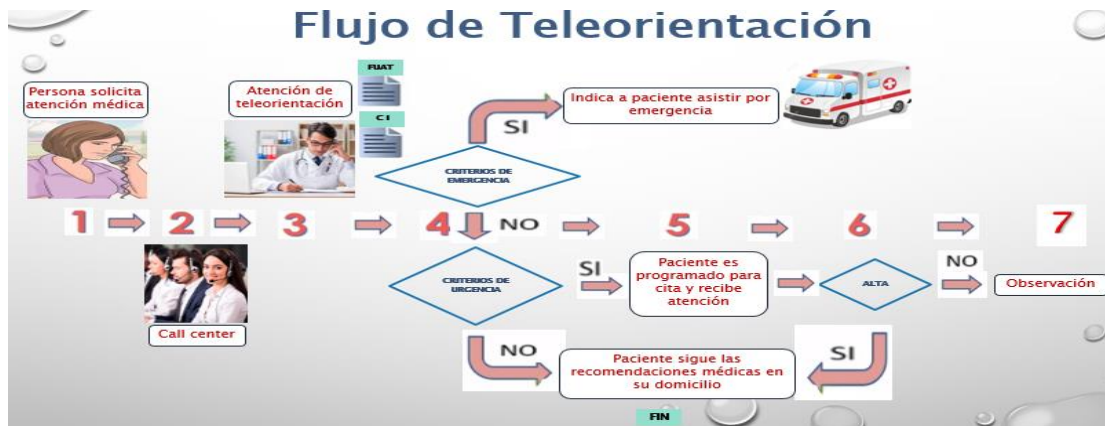 Flujo de Teleorientación
Persona solicita
atención médica
Atención de
teleorientación
FUAT
CI
SI
Indica a paciente asistir por
emergencia
CRITERIOS DE
EMERGENCIA
1
2
3
4
NO
5
6
7
Call center
CRITERIOS DE
URGENCIA
SI
Paciente es
programado para
cita y recibe
atención
ALTA
NO
Observación
NO
Paciente sigue las
recomendaciones médicas en
su domicilio
SI
FIN